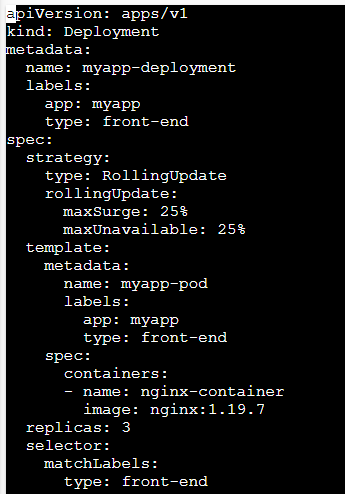 apiVersion: apps/v1
kind: Deployment
metadata:
  name: myapp-deployment
  labels:
    app: myapp
    type: front-end
spec:
  strategy:
    type: RollingUpdate
    rollingUpdate:
      maxSurge: 25%
      maxUnavailable: 25%
  template:
    metadata:
      name: myapp-pod
      labels:
        app: myapp
        type: front-end
    spec:
      containers:
      - name: nginx-container
        image: nginx:1.19.7
  replicas: 3
  selector:
    matchLabels:
      type: front-end